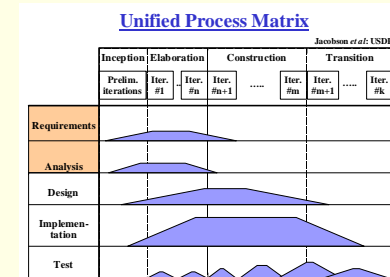 Unified Process Matrix
Jacobson et al: USDP
Inception Elaboration Construction Transition
Prelim. iterations Iter. #1 .. Iter. #n Iter. #n+1 ..... Iter. #m Iter. #m+1 ..... Iter. #k
Requirements
Analysis
Design
Implemen-
tation
Test